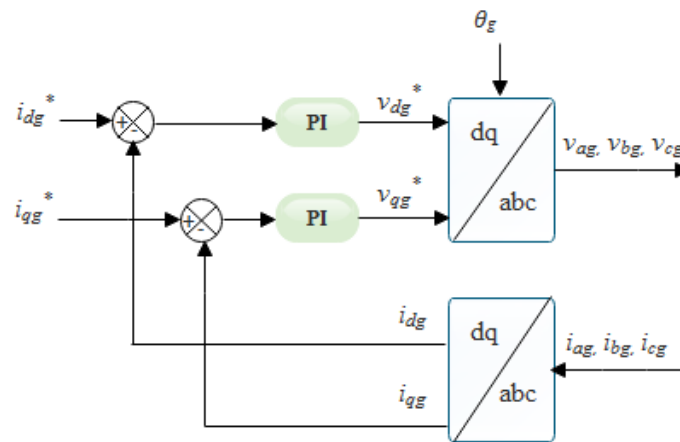 θg
idg*
+
-
PI
vdg*
dq
abc
vag, vbg, vcg
iqg*
+
-
PI
vqg*
idg
dq
abc
iag, ibg, icg
iqg